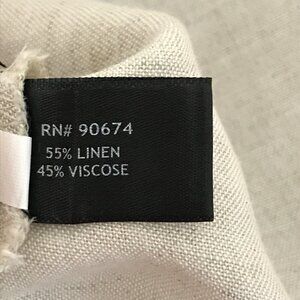 RN# 90674
55% LINEN
45% VISCOSE